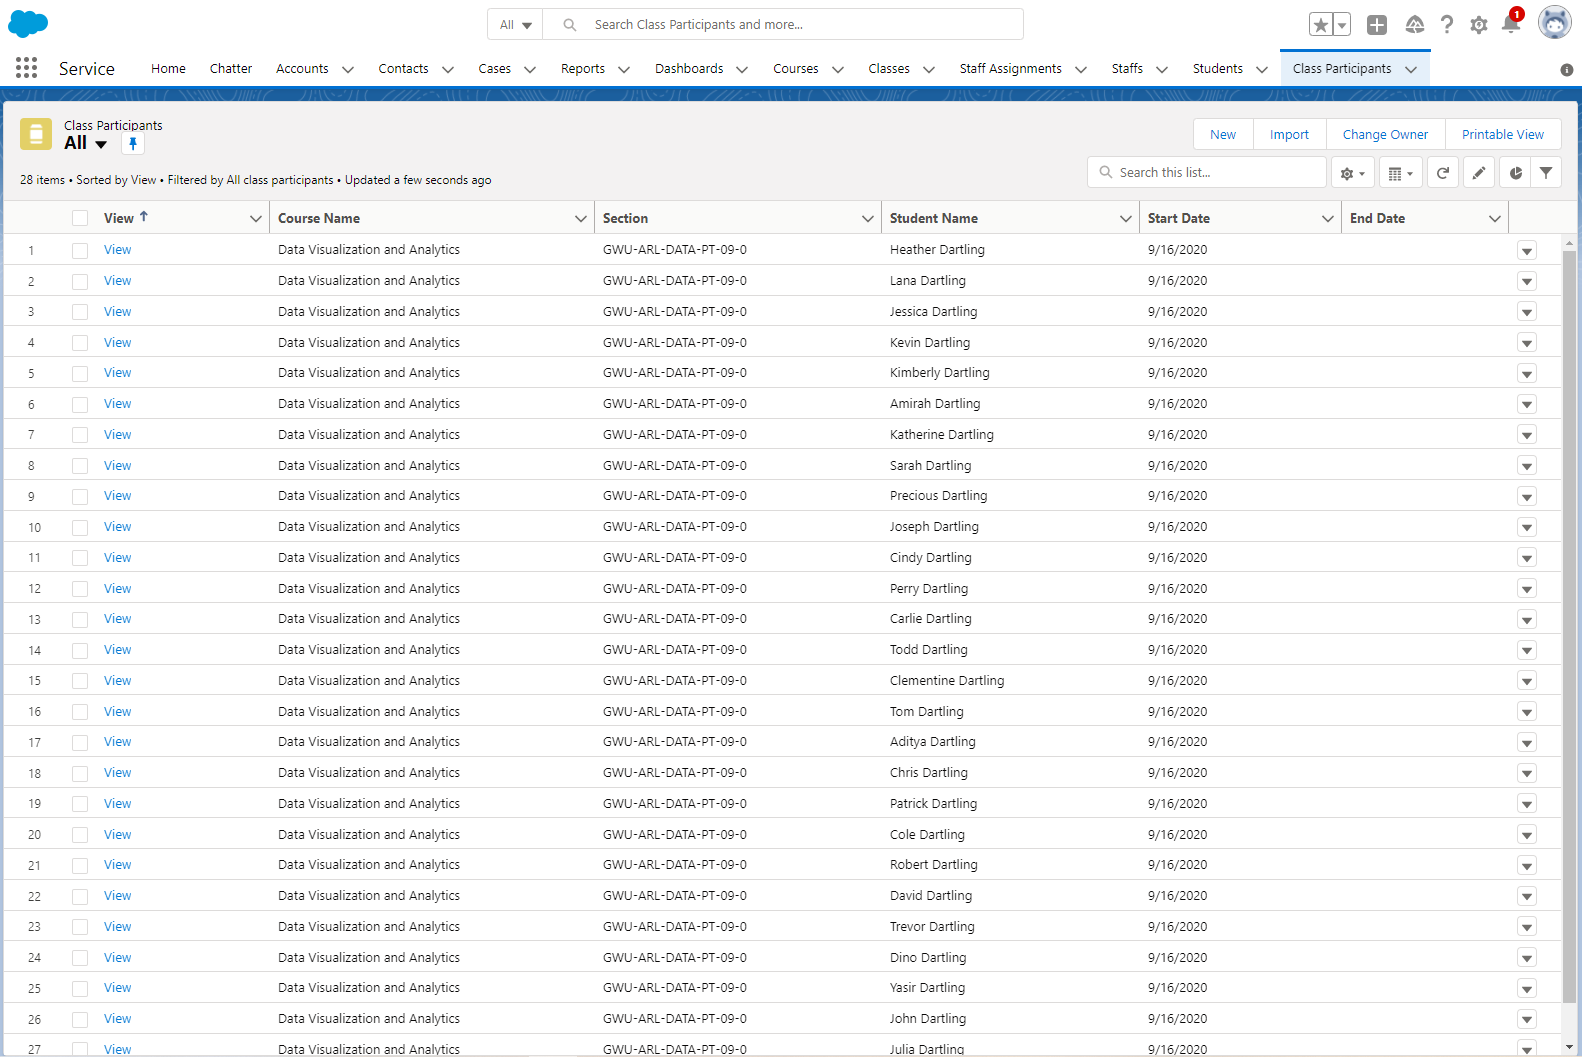 All Search Class Participants and more... 1
Service Home Chatter Accounts Contacts Cases Reports Dashboards Courses Classes Staff Assignments Staffs Students Class Participants
Class Participants
All
New Import Change Owner Printable View
28 items • Sorted by View • Filtered by All class participants • Updated a few seconds ago
Search this list...
View Course Name Section Student Name Start Date End Date
1 View Data Visualization and Analytics GWU-ARL-DATA-PT-09-0 Heather Dartling 9/16/2020
2 View Data Visualization and Analytics GWU-ARL-DATA-PT-09-0 Lana Dartling 9/16/2020
3 View Data Visualization and Analytics GWU-ARL-DATA-PT-09-0 Jessica Dartling 9/16/2020
4 View Data Visualization and Analytics GWU-ARL-DATA-PT-09-0 Kevin Dartling 9/16/2020
5 View Data Visualization and Analytics GWU-ARL-DATA-PT-09-0 Kimberly Dartling 9/16/2020
6 View Data Visualization and Analytics GWU-ARL-DATA-PT-09-0 Amirah Dartling 9/16/2020
7 View Data Visualization and Analytics GWU-ARL-DATA-PT-09-0 Katherine Dartling 9/16/2020
8 View Data Visualization and Analytics GWU-ARL-DATA-PT-09-0 Sarah Dartling 9/16/2020
9 View Data Visualization and Analytics GWU-ARL-DATA-PT-09-0 Precious Dartling 9/16/2020
10 View Data Visualization and Analytics GWU-ARL-DATA-PT-09-0 Joseph Dartling 9/16/2020
11 View Data Visualization and Analytics GWU-ARL-DATA-PT-09-0 Cindy Dartling 9/16/2020
12 View Data Visualization and Analytics GWU-ARL-DATA-PT-09-0 Perry Dartling 9/16/2020
13 View Data Visualization and Analytics GWU-ARL-DATA-PT-09-0 Carlie Dartling 9/16/2020
14 View Data Visualization and Analytics GWU-ARL-DATA-PT-09-0 Todd Dartling 9/16/2020
15 View Data Visualization and Analytics GWU-ARL-DATA-PT-09-0 Clementine Dartling 9/16/2020
16 View Data Visualization and Analytics GWU-ARL-DATA-PT-09-0 Tom Dartling 9/16/2020
17 View Data Visualization and Analytics GWU-ARL-DATA-PT-09-0 Aditya Dartling 9/16/2020
18 View Data Visualization and Analytics GWU-ARL-DATA-PT-09-0 Chris Dartling 9/16/2020
19 View Data Visualization and Analytics GWU-ARL-DATA-PT-09-0 Patrick Dartling 9/16/2020
20 View Data Visualization and Analytics GWU-ARL-DATA-PT-09-0 Cole Dartling 9/16/2020
21 View Data Visualization and Analytics GWU-ARL-DATA-PT-09-0 Robert Dartling 9/16/2020
22 View Data Visualization and Analytics GWU-ARL-DATA-PT-09-0 David Dartling 9/16/2020
23 View Data Visualization and Analytics GWU-ARL-DATA-PT-09-0 Trevor Dartling 9/16/2020
24 View Data Visualization and Analytics GWU-ARL-DATA-PT-09-0 Dino Dartling 9/16/2020
25 View Data Visualization and Analytics GWU-ARL-DATA-PT-09-0 Yasir Dartling 9/16/2020
26 View Data Visualization and Analytics GWU-ARL-DATA-PT-09-0 John Dartling 9/16/2020
27 View Data Visualization and Analytics GWU-ARL-DATA-PT-09-0 Julia Dartling 9/16/2020